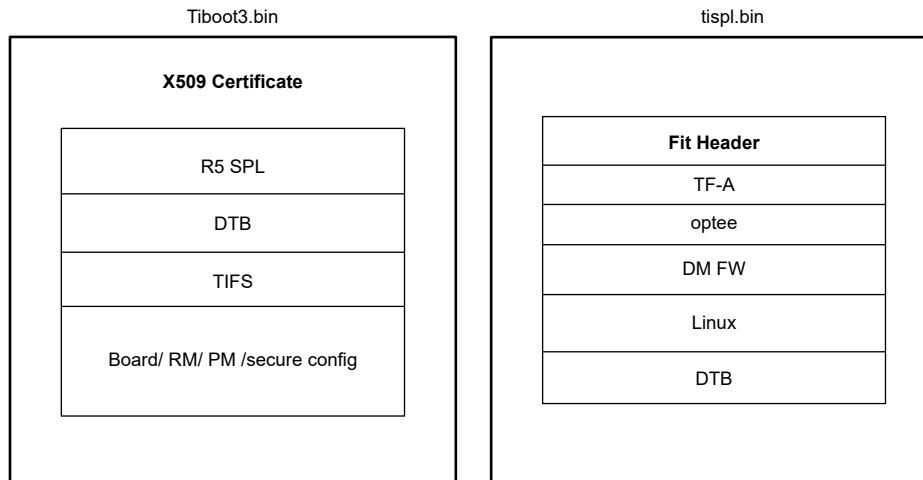 Tiboot3.bin
X509 Certificate
R5 SPL
DTB
TIFS
Board/ RM/ PM /secure config
tispl.bin
Fit Header
TF-A
optee
DM FW
Linux
DTB